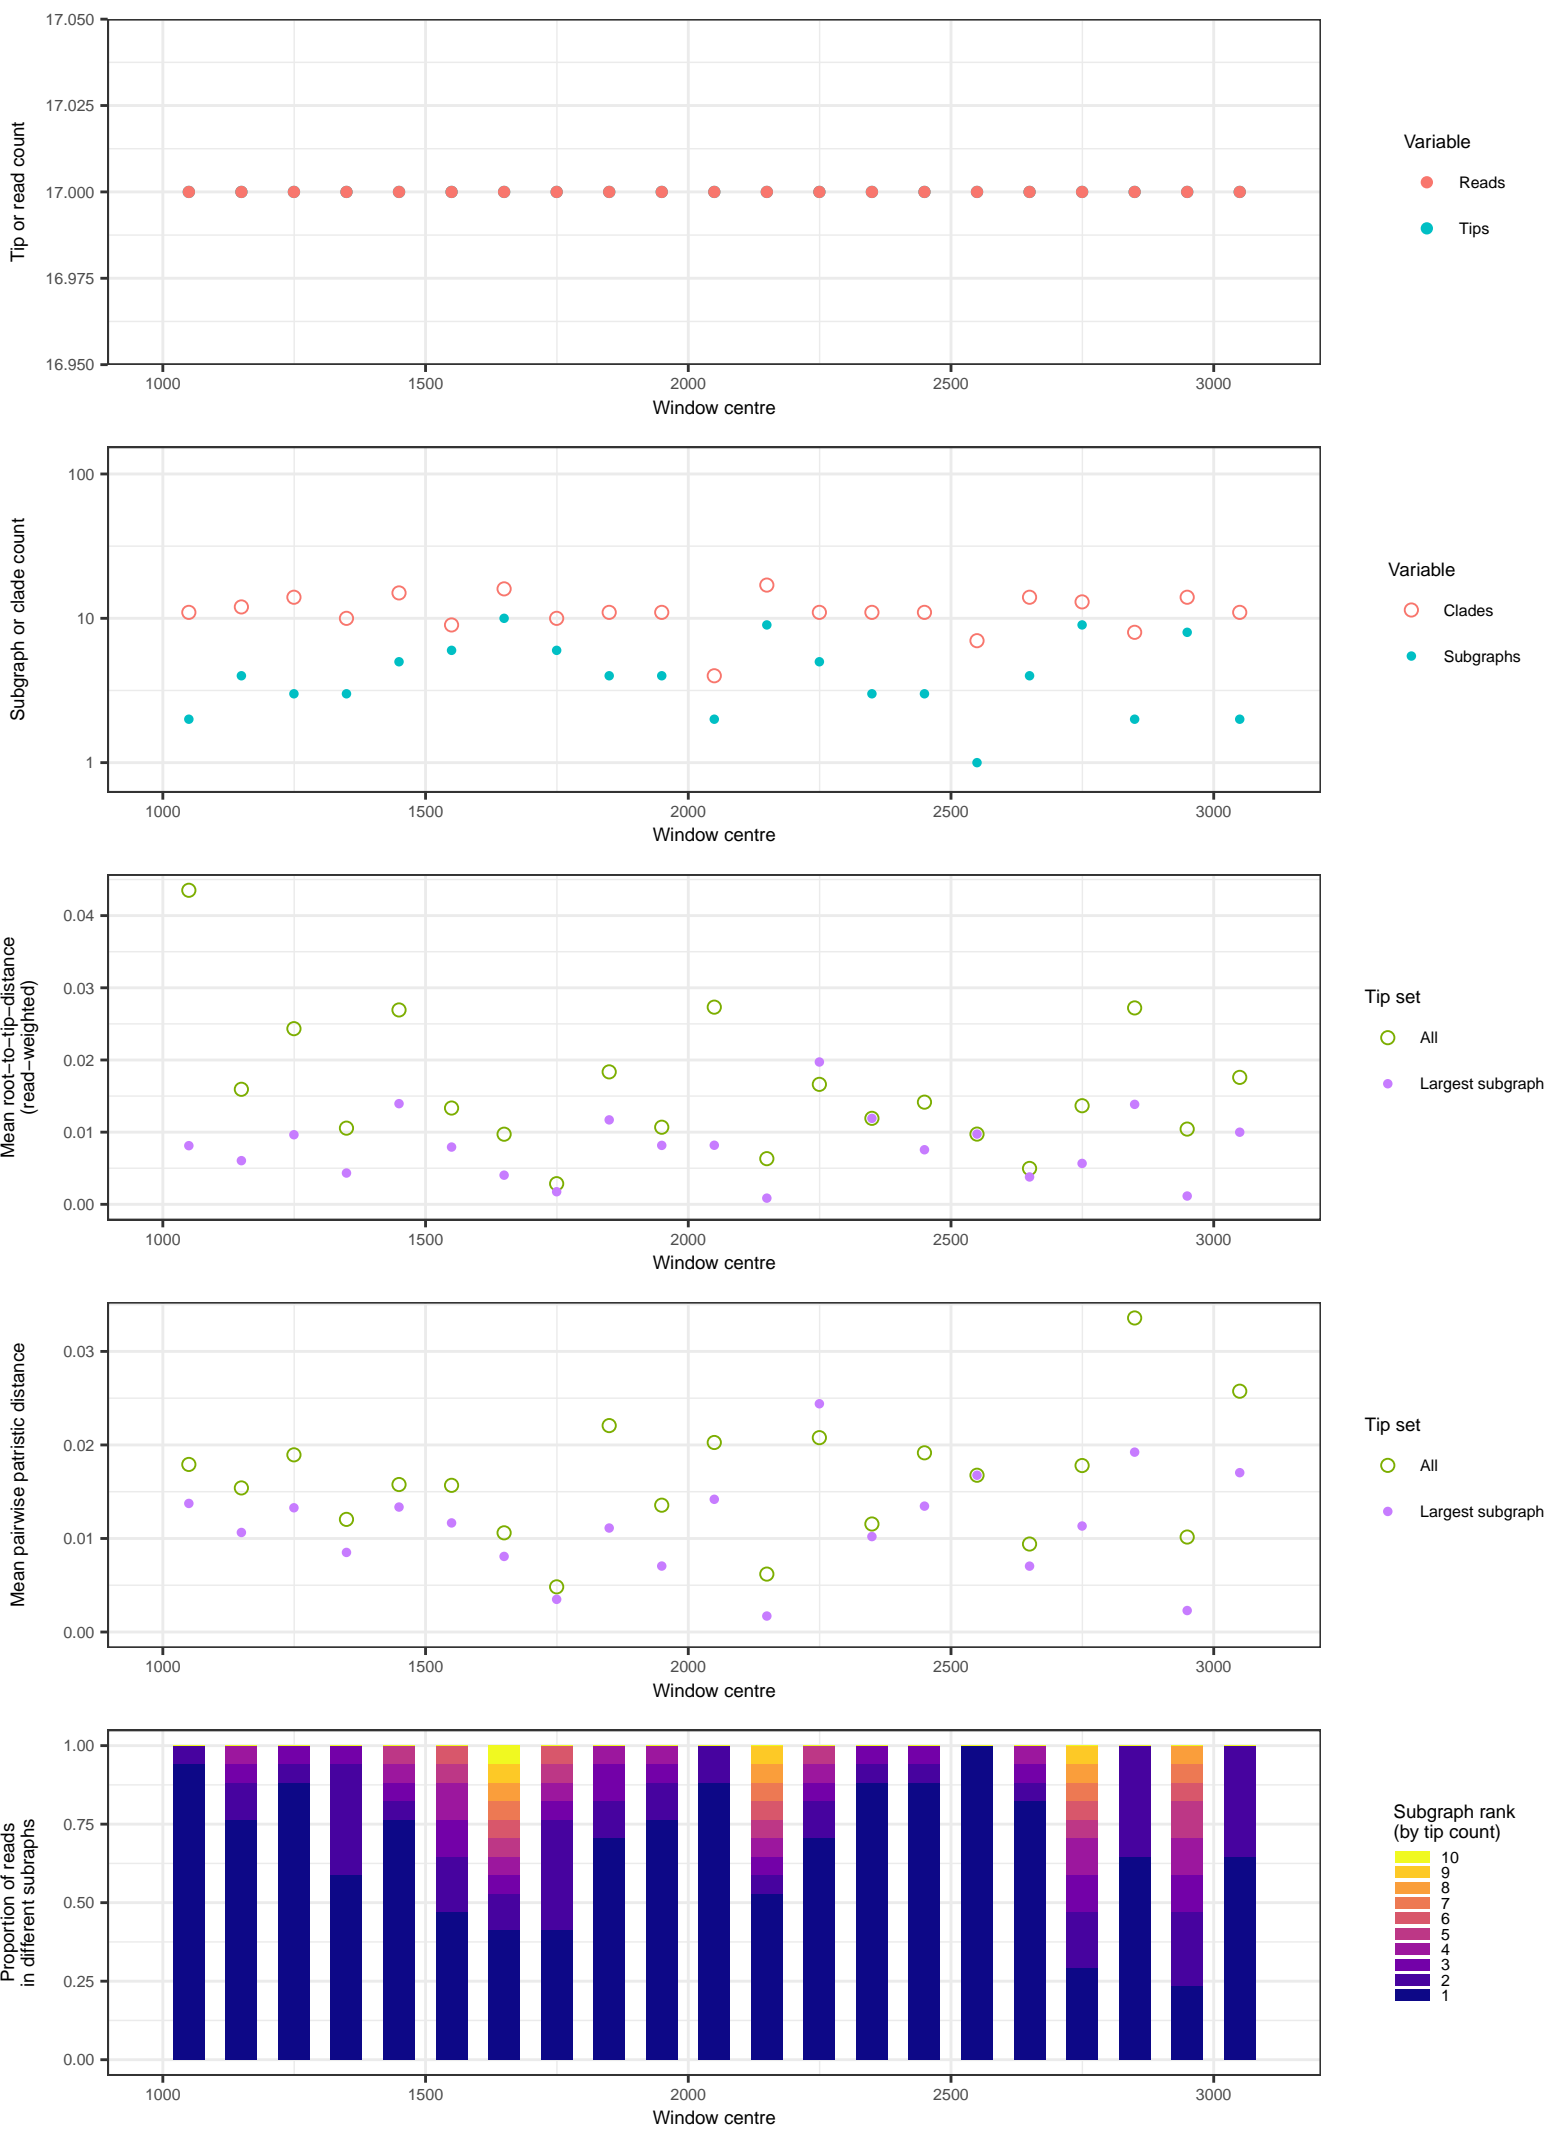 17.050
17.025
17.000
16.975
16.950
Tip or read count
1000 1500 2000 2500 3000
Window centre
Variable
Reads
Tips
100
10
1
Subgraph or clade count
1000 1500 2000 2500 3000
Window centre
Variable
Clades
Subgraphs
0.04
0.03
0.02
0.01
0.00
Mean root−to−tip−distance
(read−weighted)
1000 1500 2000 2500 3000
Window centre
Tip set
All
Largest subgraph
0.03
0.02
0.01
0.00
Mean pairwise patristic distance
1000 1500 2000 2500 3000
Window centre
Tip set
All
Largest subgraph
1.00
0.75
0.50
0.25
0.00
Proportion of reads
in different subraphs
1000 1500 2000 2500 3000
Window centre
Subgraph rank
(by tip count)
10
9
8
7
6
5
4
3
2
1